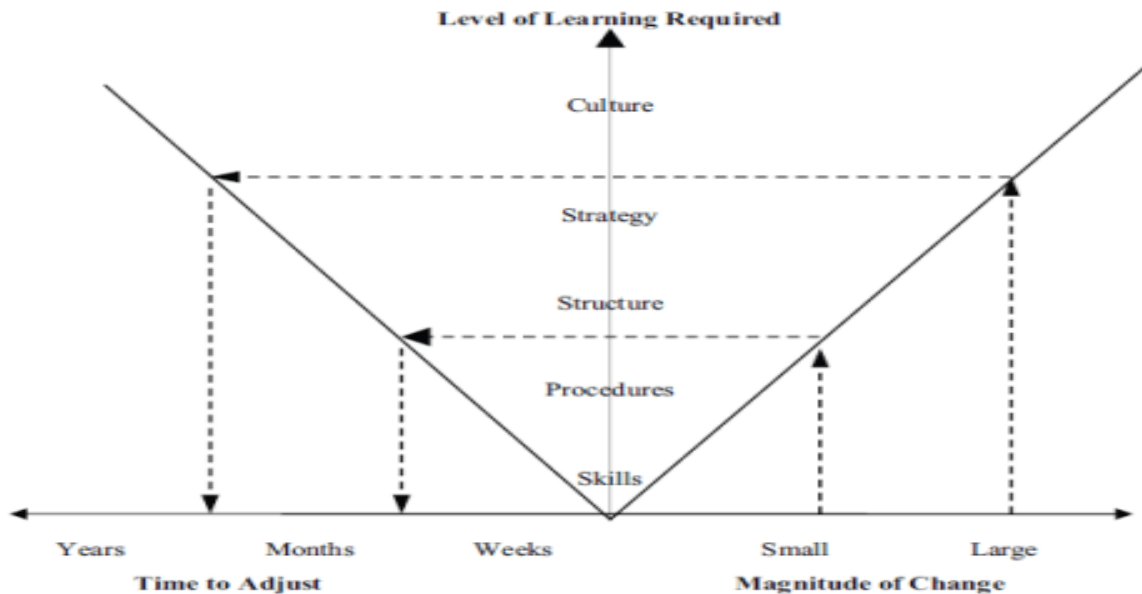 Level of Learning Required
Culture
Strategy
Structure
Procedures
Skills
Years Months Weeks Small Large
Time to Adjust Magnitude of Change